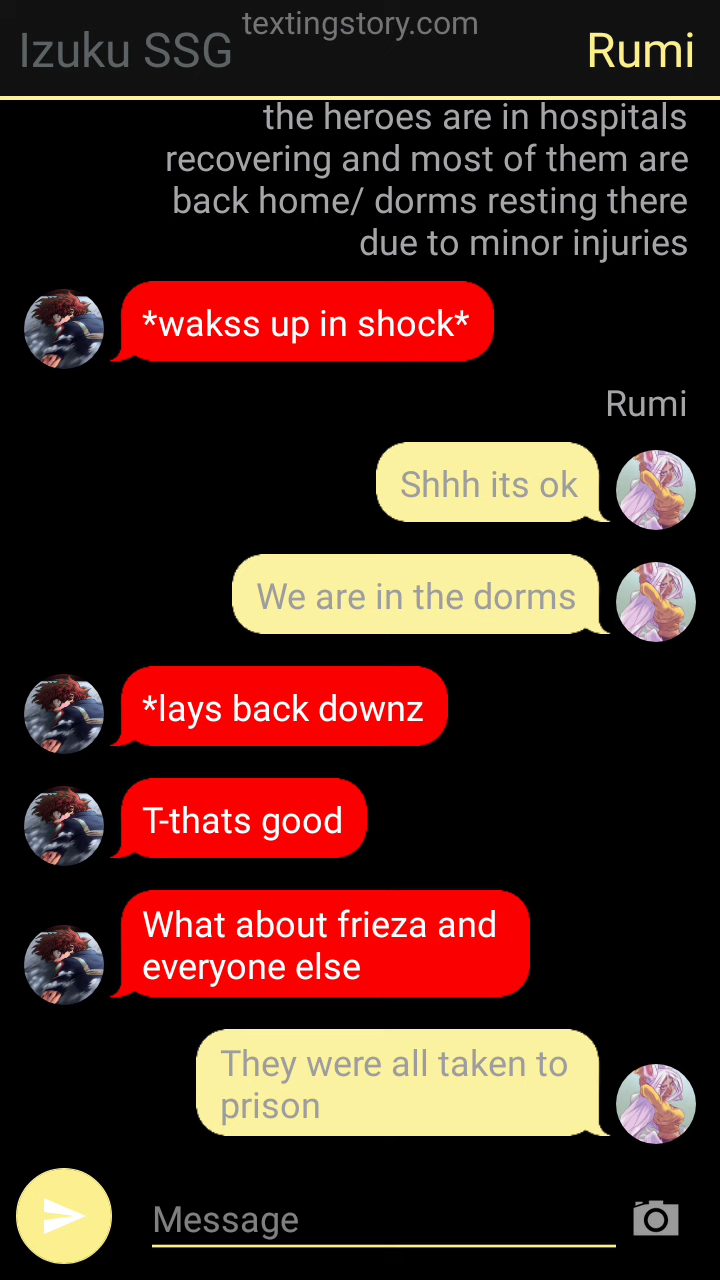 textingstory.com
Izuku SSG
Rumi
the heroes are in hospitals
recovering and most of them are
back home/ dorms resting there
due to minor injuries
*wakss up in shock*
Rumi
Shhh its ok
We are in the dorms
*lays back downz
T-thats good
What about frieza and
everyone else
They were all taken to
prison
Message